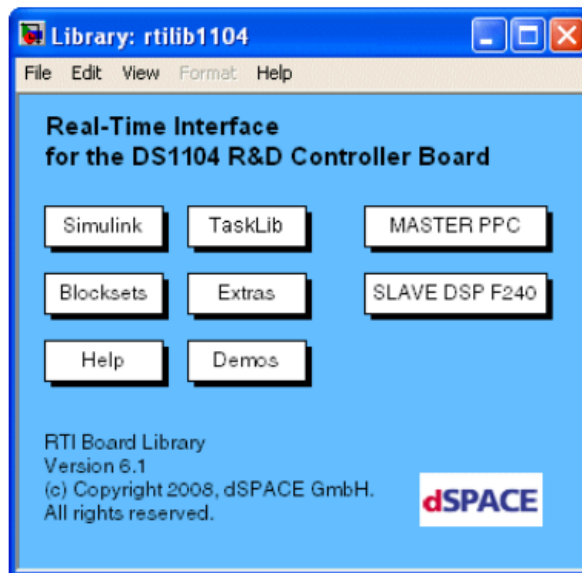 Library: rtilib1104
File Edit View Format Help
Real-Time Interface
for the DS1104 R&D Controller Board
Simulink TaskLib MASTER PPC
Blocksets Extras SLAVE DSP F240
Help Demos
RTI Board Library
Version 6.1
(c) Copyright 2008, dSPACE GmbH.
All rights reserved.
dSPACE